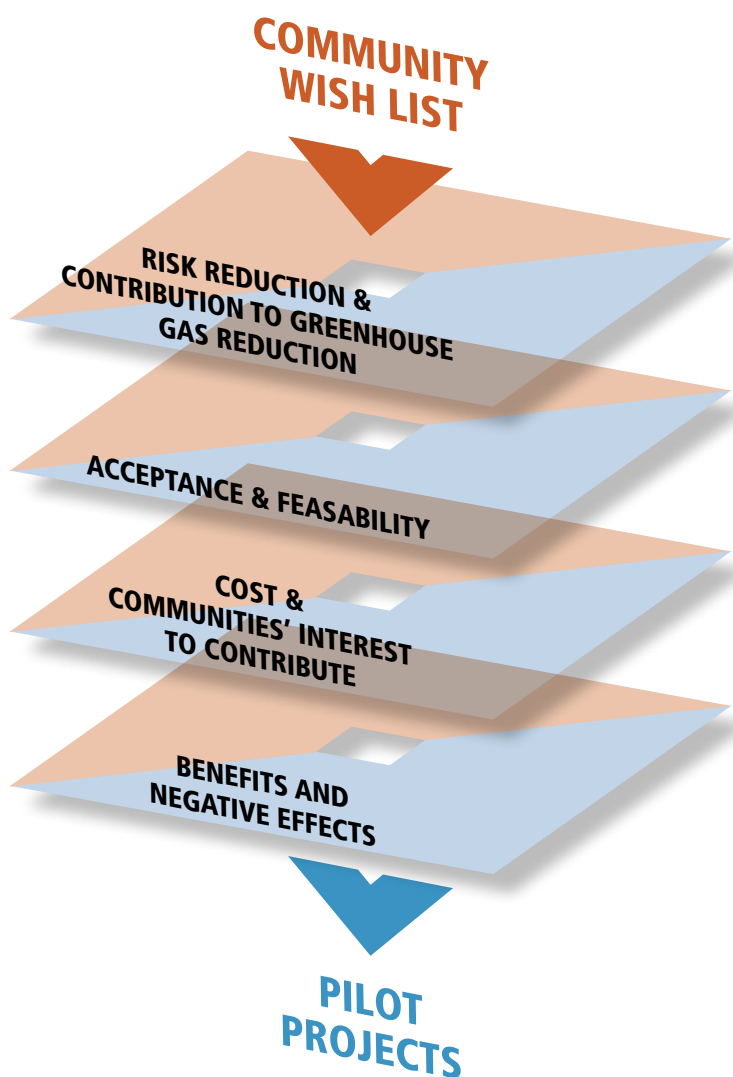 COMMUNITY
WISH LIST
RISK REDUCTION &
CONTRIBUTION TO GREENHOUSE
GAS REDUCTION
ACCEPTANCE & FEASABILITY
COST &
COMMUNITIES’ INTEREST
TO CONTRIBUTE
BENEFITS AND
NEGATIVE EFFECTS
PILOT
PROJECTS